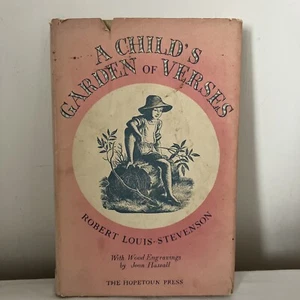 A CHILD'S
GARDEN OF VERSES
ROBERT LOUIS·STEVENSON
With Wood Engravings
by Joan Hassall
THE HOPETOUN PRESS